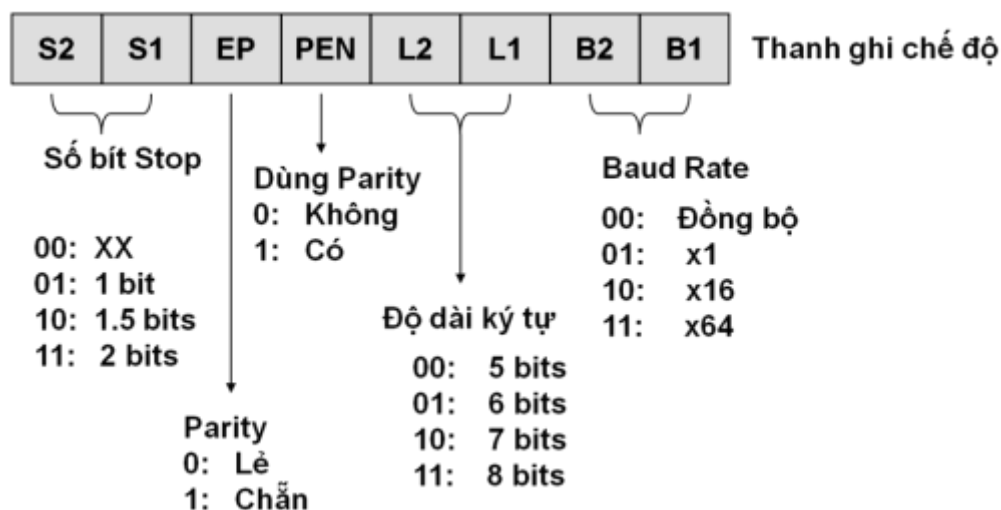 S2 S1 EP PEN L2 L1 B2 B1 Thanh ghi chế độ
Số bít Stop
00: XX
01: 1 bit
10: 1.5 bits
11: 2 bits
Parity
0: Lẻ
1: Chẵn
Dùng Parity
0: Không
1: Có
Độ dài ký tự
00: 5 bits
01: 6 bits
10: 7 bits
11: 8 bits
Baud Rate
00: Đồng bộ
01: x1
10: x16
11: x64